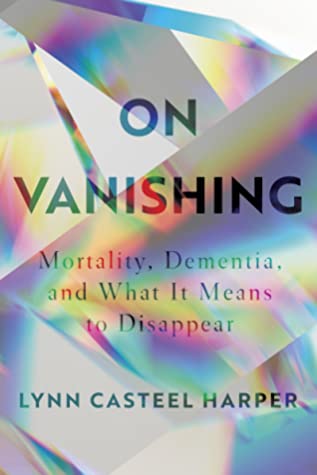 ON
VANISHING
Mortality, Dementia,
and What It Means
to Disappear
LYNN CASTEEL HARPER